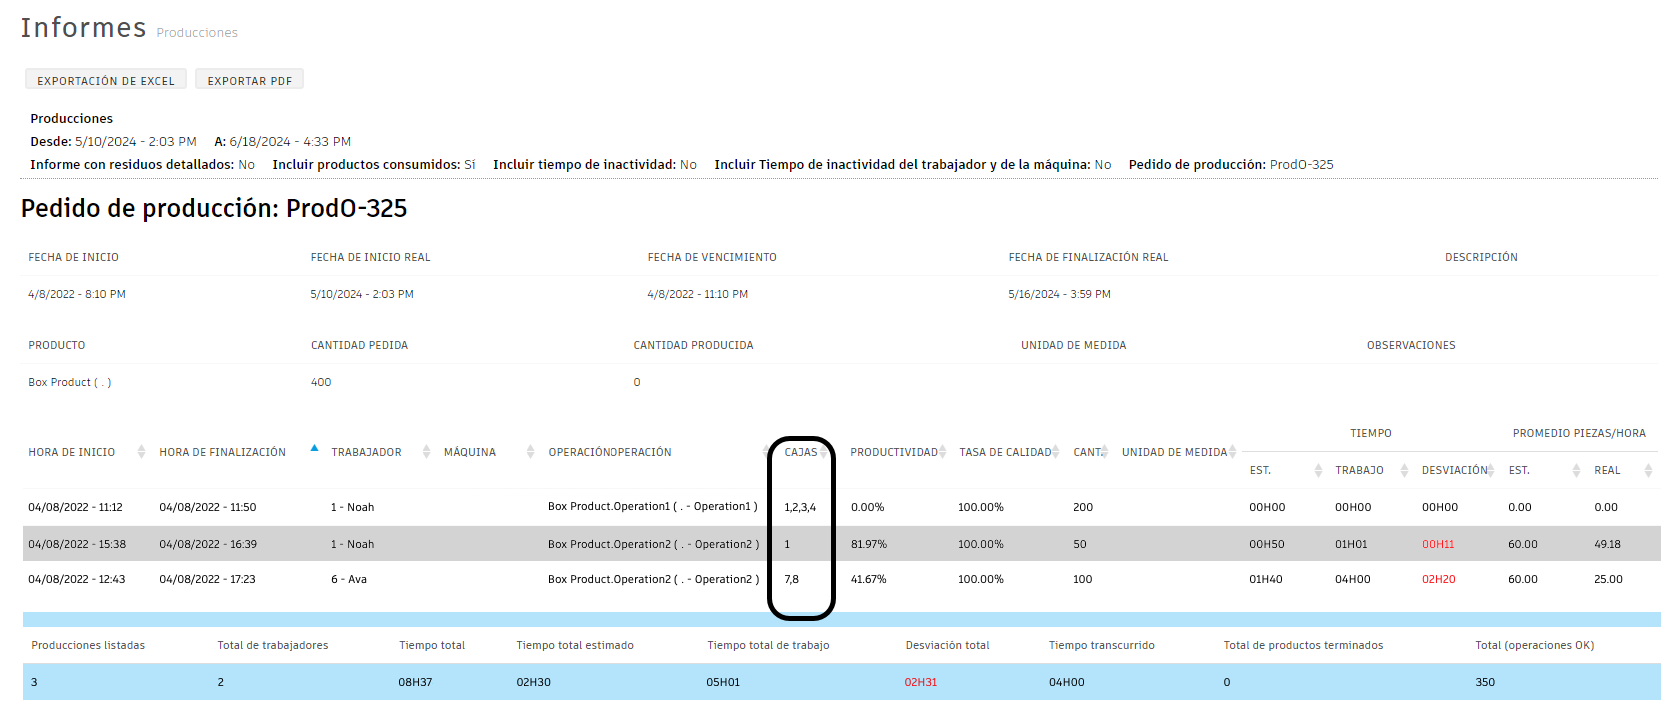 Informes Producciones
EXPORTACIÓN DE EXCEL EXPORTAR PDF
Producciones
Desde: 5/10/2024 - 2:03 PM A: 6/18/2024 - 4:33 PM
Informe con residuos detallados: No Incluir productos consumidos: Sí Incluir tiempo de inactividad: No Incluir Tiempo de inactividad del trabajador y de la máquina: No Pedido de producción: ProdO-325
Pedido de producción: ProdO-325
FECHA DE INICIO FECHA DE INICIO REAL FECHA DE VENCIMIENTO FECHA DE FINALIZACIÓN REAL DESCRIPCIÓN
4/8/2022 - 8:10 PM 5/10/2024 - 2:03 PM 4/8/2022 - 11:10 PM 5/16/2024 - 3:59 PM
PRODUCTO CANTIDAD PEDIDA CANTIDAD PRODUCIDA UNIDAD DE MEDIDA OBSERVACIONES
Box Product ( . ) 400 0
TIEMPO PROMEDIO PIEZAS/HORA
HORA DE INICIO HORA DE FINALIZACIÓN TRABAJADOR MÁQUINA OPERACIÓNOPERACIÓN CAJAS PRODUCTIVIDAD TASA DE CALIDAD CANT. UNIDAD DE MEDIDA
EST. TRABAJO DESVIACIÓN EST. REAL
04/08/2022 - 11:12 04/08/2022 - 11:50 1 - Noah Box Product.Operation1 ( . - Operation1 ) 1,2,3,4 0.00% 100.00% 200 00H00 00H00 00H00 0.00 0.00
04/08/2022 - 15:38 04/08/2022 - 16:39 1 - Noah Box Product.Operation2 ( . - Operation2 ) 1 81.97% 100.00% 50 00H50 01H01 00H11 60.00 49.18
04/08/2022 - 12:43 04/08/2022 - 17:23 6 - Ava Box Product.Operation2 ( . - Operation2 ) 7,8 41.67% 100.00% 100 01H40 04H00 02H20 60.00 25.00
Producciones listadas Total de trabajadores Tiempo total Tiempo total estimado Tiempo total de trabajo Desviación total Tiempo transcurrido Total de productos terminados Total (operaciones OK)
3 2 08H37 02H30 05H01 02H31 04H00 0 350